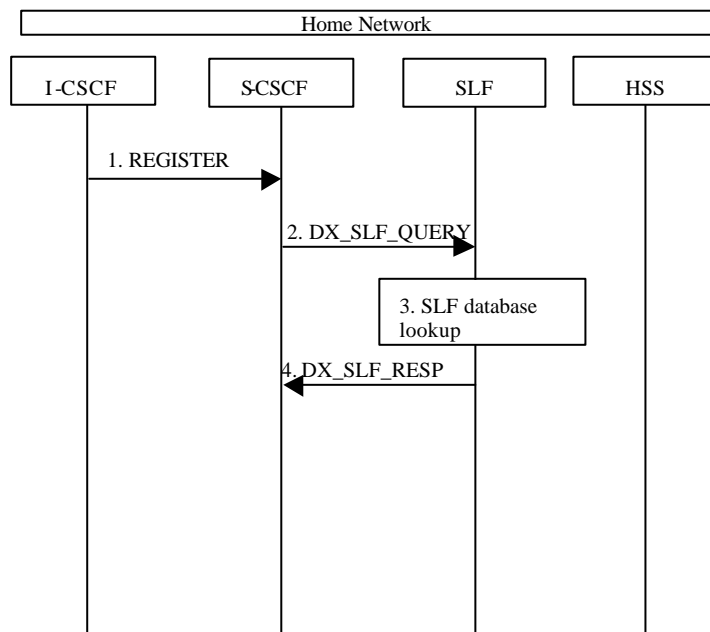 Home Network
I-CSCF
S-CSCF
SLF
HSS
1. REGISTER
2. DX_SLF_QUERY
3. SLF database
lookup
4. DX_SLF_RESP